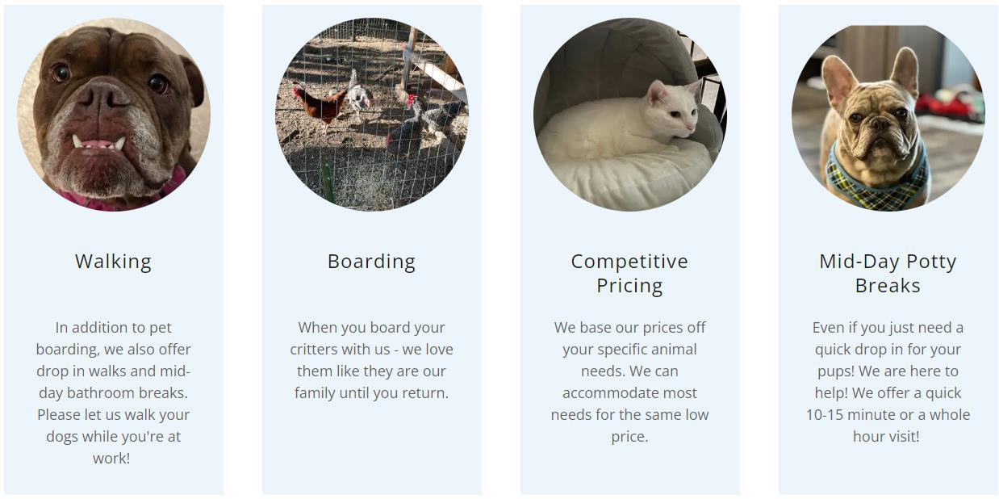 Walking
In addition to pet
boarding, we also offer
drop in walks and mid-
day bathroom breaks.
Please let us walk your
dogs while you're at
work!
Boarding
When you board your
critters with us - we love
them like they are our
family until you return.
Competitive
Pricing
We base our prices off
your specific animal
needs. We can
accommodate most
needs for the same low
price.
Mid-Day Potty
Breaks
Even if you just need a
quick drop in for your
pups! We are here to
help! We offer a quick
10-15 minute or a whole
hour visit!